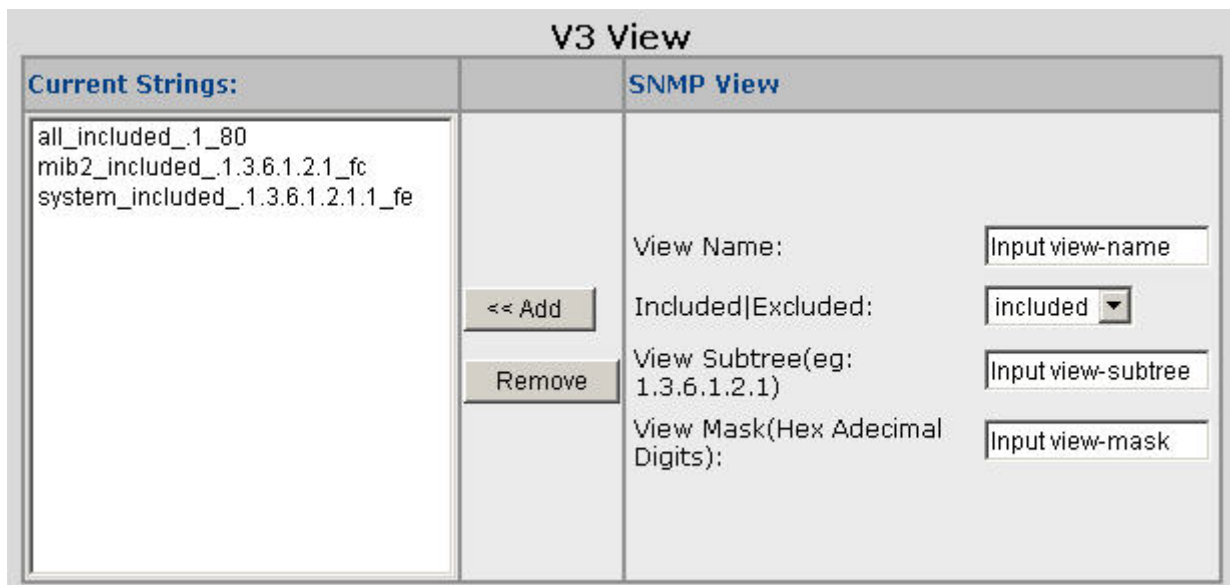 V3 View
Current Strings:
SNMP View
all_included_.1_80
mib2_included_.1.3.6.1.2.1_fc
system_included_.1.3.6.1.2.1.1_fe
<< Add
Remove
View Name:
Input view-name
Included|Excluded:
included
View Subtree(eg:
1.3.6.1.2.1)
Input view-subtree
View Mask(Hex Adecimal
Digits):
Input view-mask